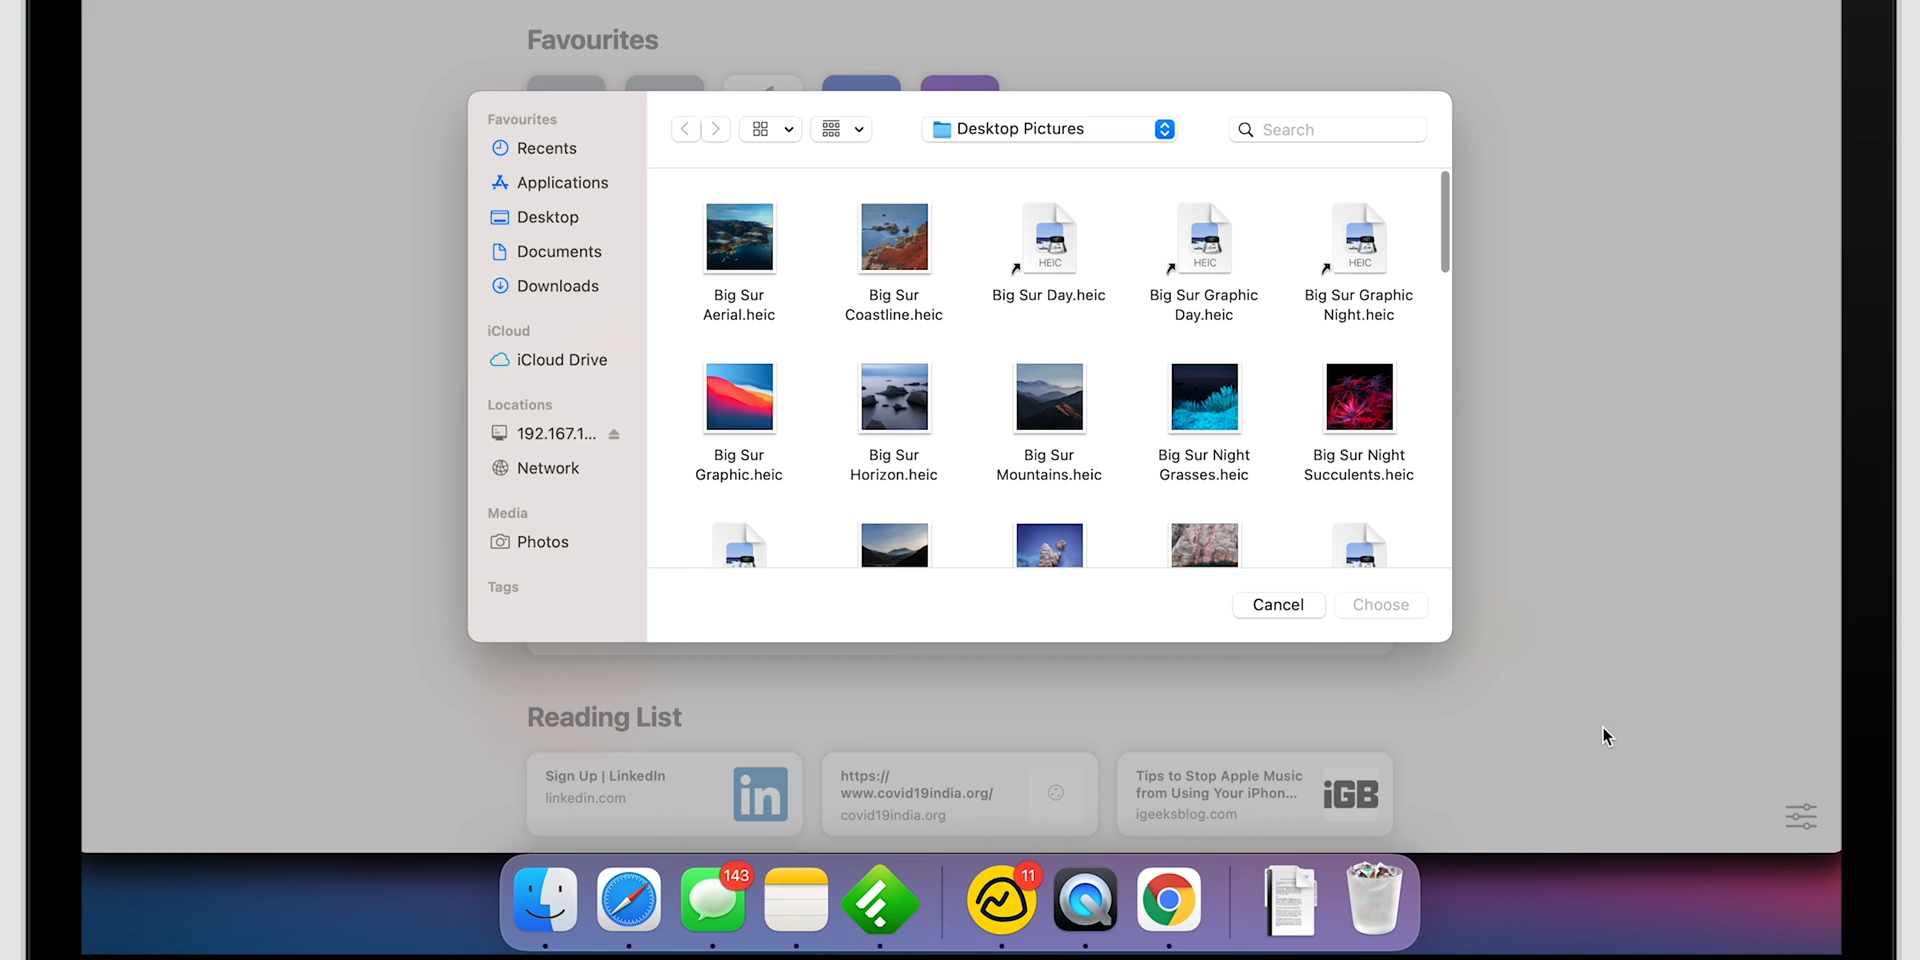 Favourites
Favourites
Recents
Applications
Desktop
Documents
Downloads
iCloud
iCloud Drive
Locations
192.167.1...
Network
Media
Photos
Tags
Desktop Pictures
Search
Big Sur
Aerial.heic
Big Sur
Coastline.heic
HEIC
Big Sur Day.heic
HEIC
Big Sur Graphic
Day.heic
HEIC
Big Sur Graphic
Night.heic
Big Sur
Graphic.heic
Big Sur
Horizon.heic
Big Sur
Mountains.heic
Big Sur Night
Grasses.heic
Big Sur Night
Succulents.heic
Cancel
Choose
Reading List
Sign Up | LinkedIn
linkedin.com
in
https://
www.covid19india.org/
covid19india.org
Tips to Stop Apple Music
from Using Your iPhon...
igeeksblog.com
iGB
143
11